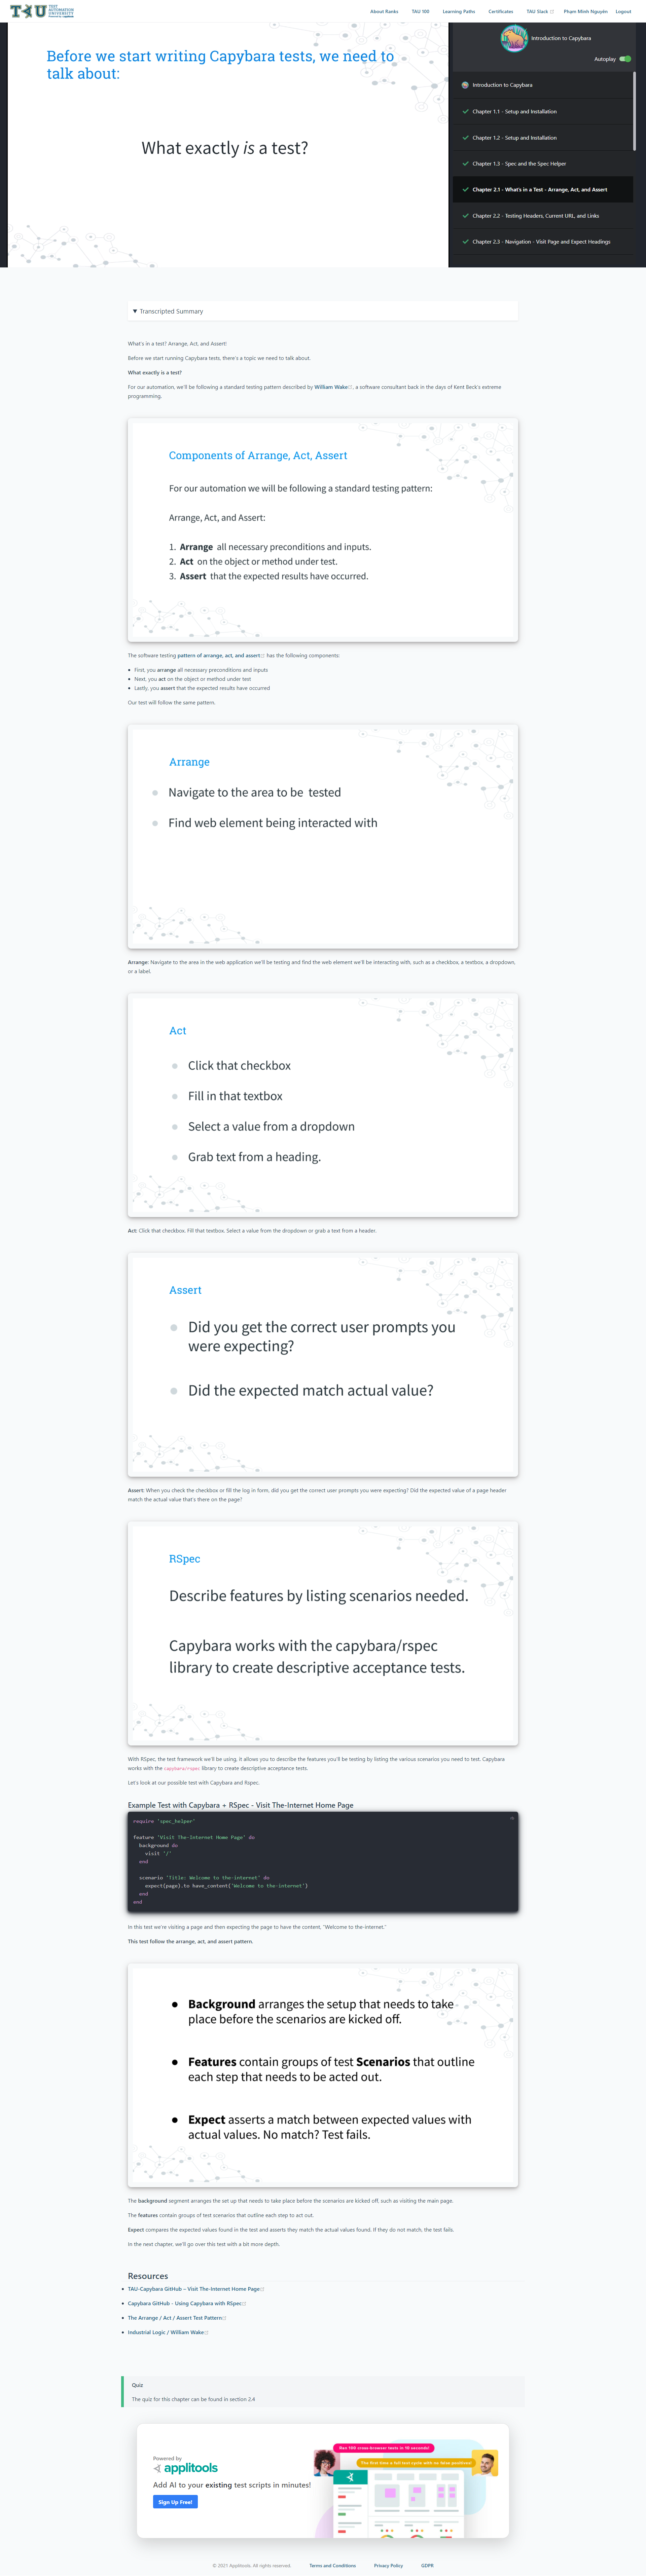 TAU TEST
AUTOMATION
UNIVERSITY
About Ranks
TAU 100
Learning Paths
Certificates
TAU Slack
Phạm Minh Nguyên
Logout
Before we start writing Capybara tests, we need to
talk about:
What exactly is a test?
Introduction to Capybara
Autoplay
Introduction to Capybara
Chapter 1.1 - Setup and Installation
Chapter 1.2 - Setup and Installation
Chapter 1.3 - Spec and the Spec Helper
Chapter 2.1 - What's in a Test - Arrange, Act, and Assert
Chapter 2.2 - Testing Headers, Current URL, and Links
Chapter 2.3 - Navigation - Visit Page and Expect Headings
▼ Transcripted Summary
What's in a test? Arrange, Act, and Assert!
Before we start running Capybara tests, there's a topic we need to talk about.
What exactly is a test?
For our automation, we'll be following a standard testing pattern described by William Wake, a software consultant back in the days of Kent Beck's extreme
programming.
Components of Arrange, Act, Assert
For our automation we will be following a standard testing pattern:
Arrange, Act, and Assert:
1. Arrange all necessary preconditions and inputs.
2. Act on the object or method under test.
3. Assert that the expected results have occurred.
The software testing pattern of arrange, act, and assert has the following components:
• First, you arrange all necessary preconditions and inputs
• Next, you act on the object or method under test
• Lastly, you assert that the expected results have occurred
Our test will follow the same pattern.
Arrange
Navigate to the area to be tested
Find web element being interacted with
Arrange: Navigate to the area in the web application we'll be testing and find the web element we'll be interacting with, such as a checkbox, a textbox, a dropdown,
or a label.
Act
Click that checkbox
Fill in that textbox
Select a value from a dropdown
Grab text from a heading.
Act: Click that checkbox. Fill that textbox. Select a value from the dropdown or grab a text from a header.
Assert
Did you get the correct user prompts you
were expecting?
Did the expected match actual value?
Assert: When you check the checkbox or fill the log in form, did you get the correct user prompts you were expecting? Did the expected value of a page header
match the actual value that's there on the page?
RSpec
Describe features by listing scenarios needed.
Capybara works with the capybara/rspec
library to create descriptive acceptance tests.
With RSpec, the test framework we'll be using, it allows you to describe the features you'll be testing by listing the various scenarios you need to test. Capybara
works with the capybara/rspec library to create descriptive acceptance tests.
Let's look at our possible test with Capybara and Rspec.
Example Test with Capybara + RSpec - Visit The-Internet Home Page
require 'spec_helper'
feature 'Visit The-Internet Home Page' do
background do
visit '/'
end
scenario 'Title: Welcome to the-internet' do
expect(page).to have_content('Welcome to the-internet')
end
end
In this test we're visiting a page and then expecting the page to have the content, "Welcome to the-internet."
This test follow the arrange, act, and assert pattern.
• Background arranges the setup that needs to take
place before the scenarios are kicked off.
• Features contain groups of test Scenarios that outline
each step that needs to be acted out.
• Expect asserts a match between expected values with
actual values. No match? Test fails.
The background segment arranges the set up that needs to take place before the scenarios are kicked off, such as visiting the main page.
The features contain groups of test scenarios that outline each step to act out.
Expect compares the expected values found in the test and asserts they match the actual values found. If they do not match, the test fails.
In the next chapter, we'll go over this test with a bit more depth.
Resources
• TAU-Capybara GitHub – Visit The-Internet Home Page
• Capybara GitHub - Using Capybara with RSpec
• The Arrange / Act / Assert Test Pattern
• Industrial Logic / William Wake
Quiz
The quiz for this chapter can be found in section 2.4
Powered by
applitools
Add AI to your existing test scripts in minutes!
Sign Up Free!
Ran 100 cross-browser tests in 10 seconds!
The first time a full test cycle with no false positives!
© 2021 Applitools. All rights reserved.
Terms and Conditions
Privacy Policy
GDPR